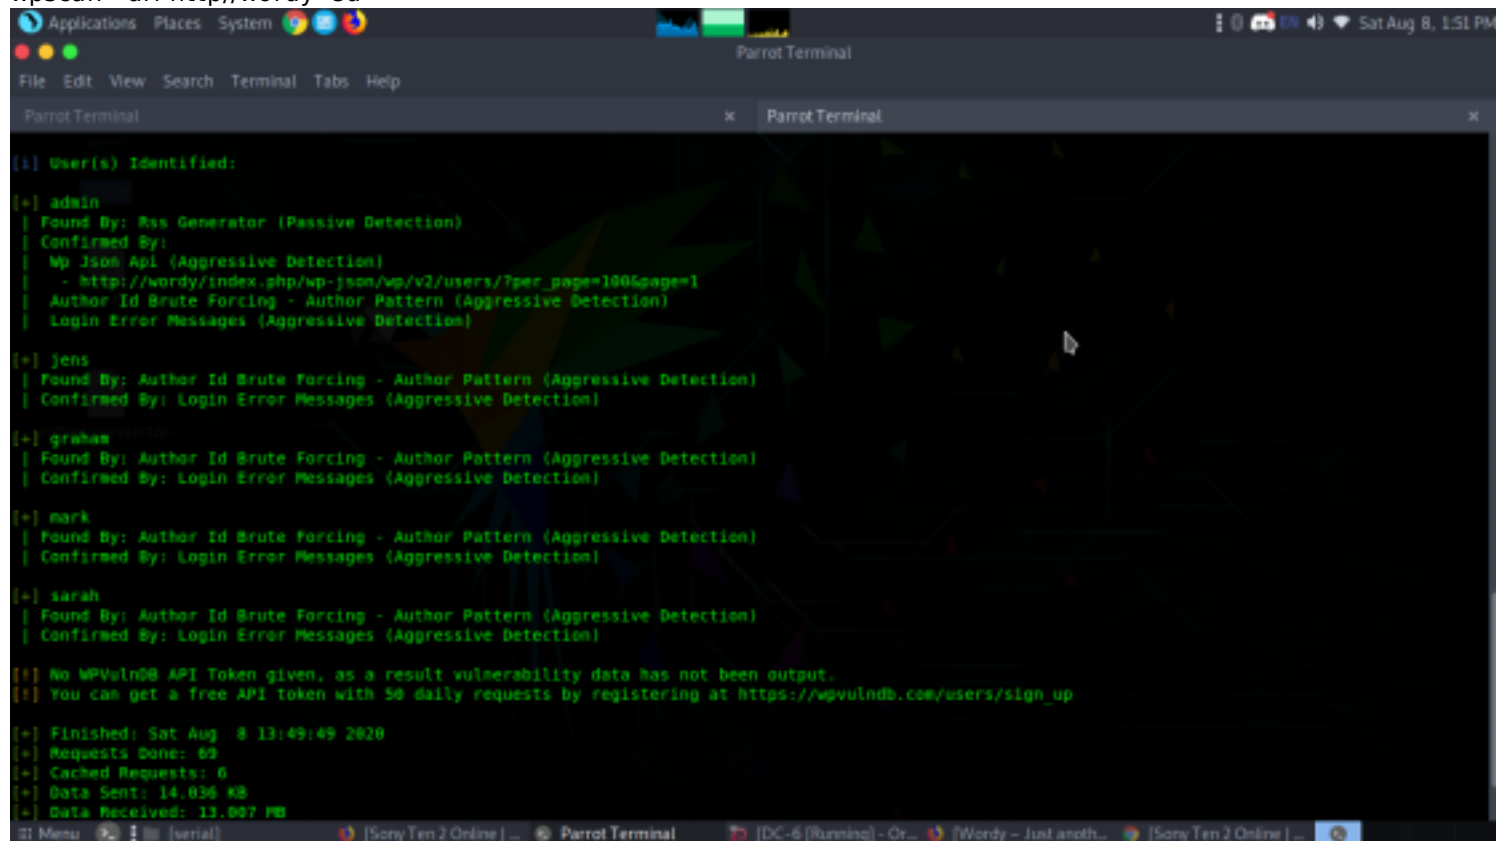 Applications Places System Sat Aug 8, 1:51 PM
Parrot Terminal
File Edit View Search Terminal Tabs Help
Parrot Terminal × Parrot Terminal ×
[i] User(s) Identified:
[+] admin
| Found By: Rss Generator (Passive Detection)
| Confirmed By:
| Wp Json Api (Aggressive Detection)
| - http://wordy/index.php/wp-json/wp/v2/users/?per_page=100&page=1
| Author Id Brute Forcing - Author Pattern (Aggressive Detection)
| Login Error Messages (Aggressive Detection)
[+] jens
| Found By: Author Id Brute Forcing - Author Pattern (Aggressive Detection)
| Confirmed By: Login Error Messages (Aggressive Detection)
[+] graham
| Found By: Author Id Brute Forcing - Author Pattern (Aggressive Detection)
| Confirmed By: Login Error Messages (Aggressive Detection)
[+] mark
| Found By: Author Id Brute Forcing - Author Pattern (Aggressive Detection)
| Confirmed By: Login Error Messages (Aggressive Detection)
[+] sarah
| Found By: Author Id Brute Forcing - Author Pattern (Aggressive Detection)
| Confirmed By: Login Error Messages (Aggressive Detection)
[!] No WPVulnDB API Token given, as a result vulnerability data has not been output.
[!] You can get a free API token with 50 daily requests by registering at https://wpvulndb.com/users/sign_up
[+] Finished: Sat Aug 8 13:49:49 2020
[+] Requests Done: 69
[+] Cached Requests: 6
[+] Data Sent: 14.036 KB
[+] Data Received: 13.007 MB
Menu [serial] [Sony Ten 2 Online | ... Parrot Terminal [DC-6 [Running] - Or... [Wordy – Just anoth... [Sony Ten 2 Online | ...